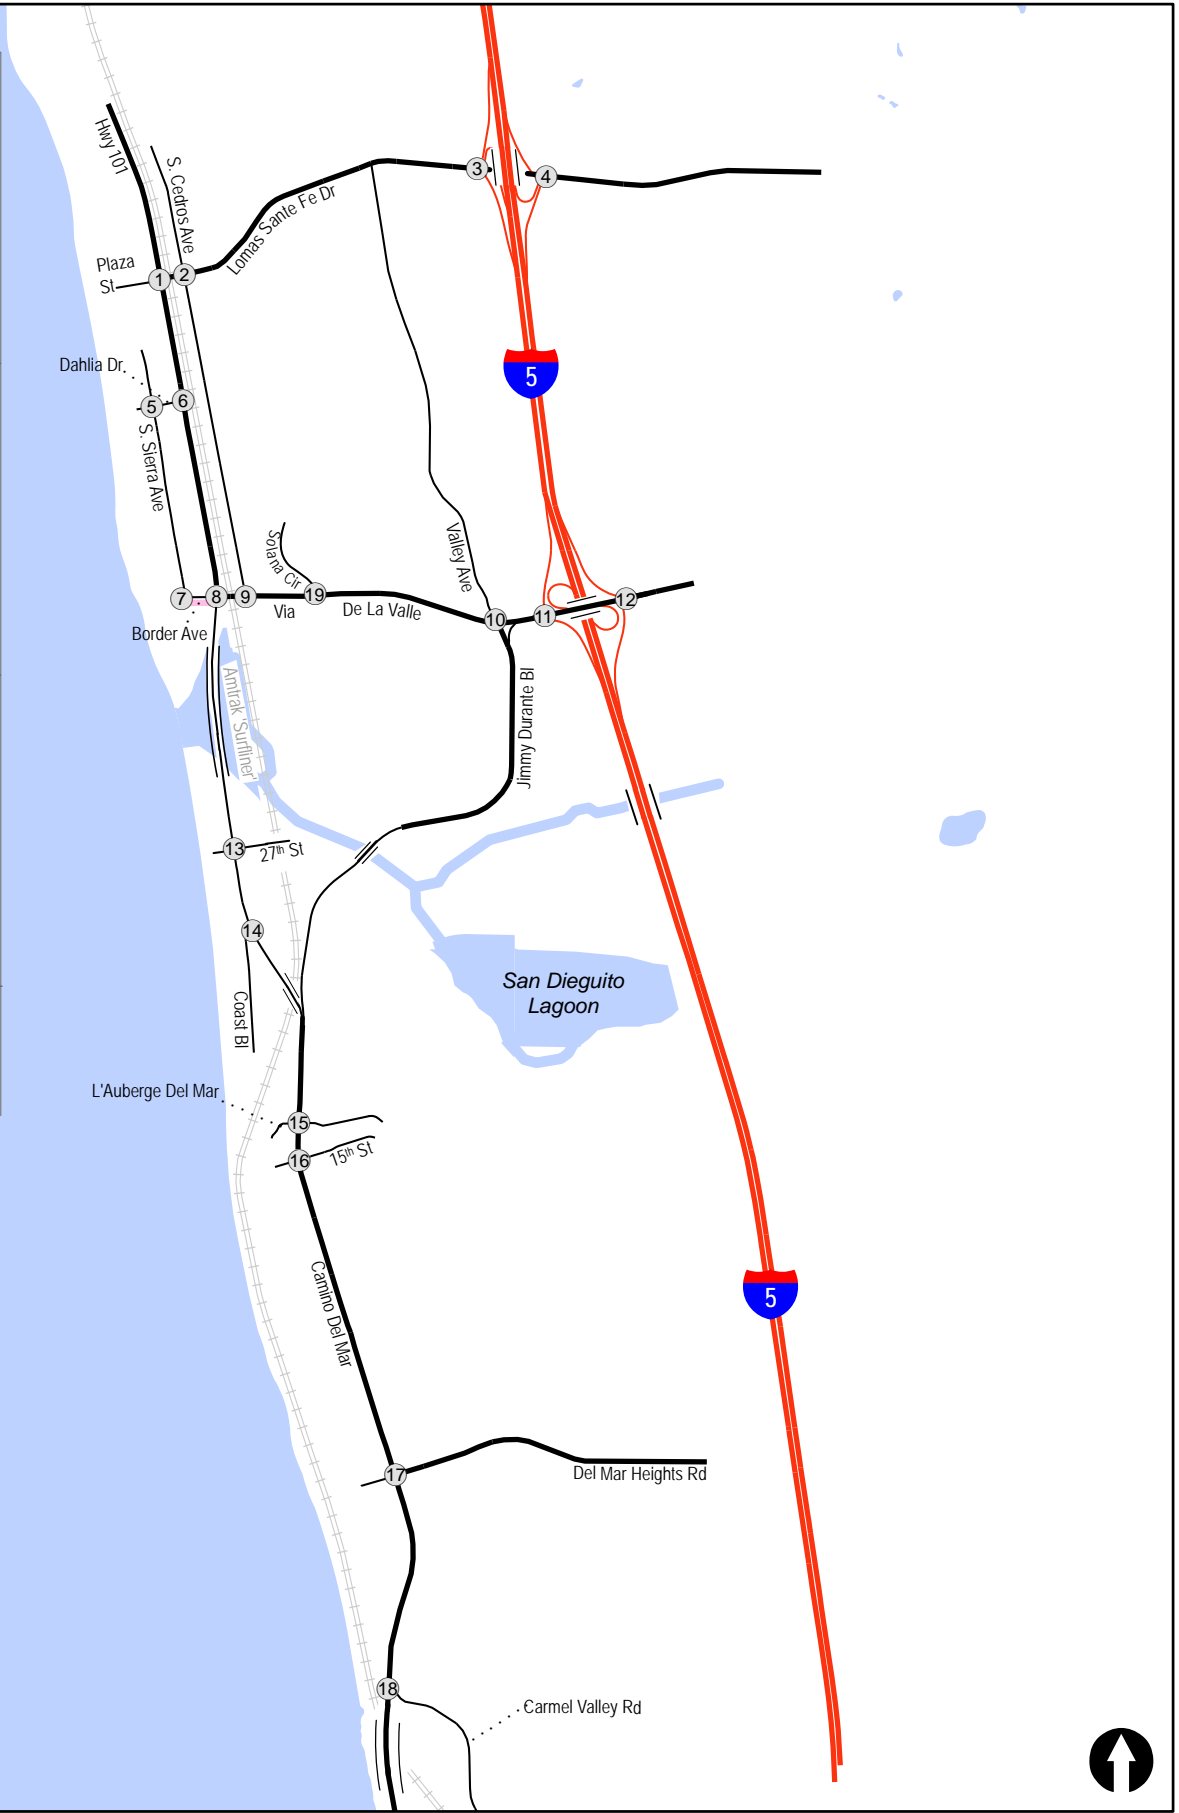 Hwy 101
S. Cedros Ave
Lomas Sante Fe Dr
3
4
Plaza
St
1
2
5
Dahlia Dr.
5
6
S. Sierra Ave
Solana Cir
Valley Ave
7
8
9
19
Via
De La Valle
10
11
12
Border Ave
Amtrak 'Surfliner'
Jimmy Durante Bl
13
27th St
14
San Dieguito
Lagoon
Coast Bl
L'Auberge Del Mar
15
16
15th St
Camino Del Mar
5
17
Del Mar Heights Rd
18
Carmel Valley Rd